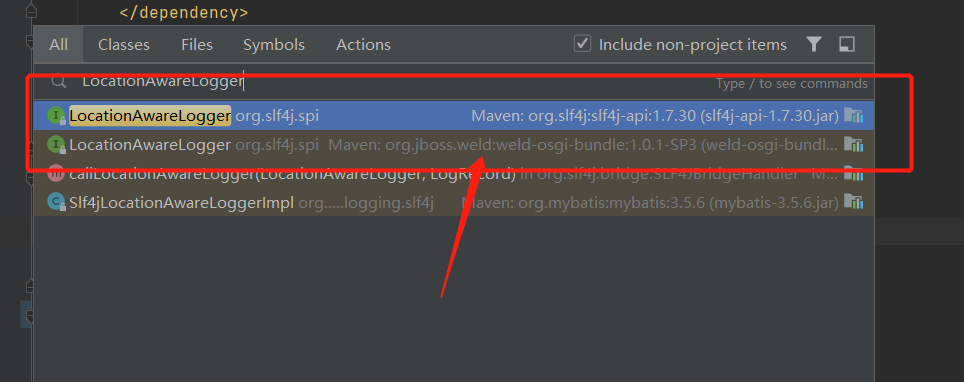 </dependency>
All Classes Files Symbols Actions Include non-project items
LocationAwareLogger Type / to see commands
LocationAwareLogger org.slf4j.spi Maven: org.slf4j:slf4j-api:1.7.30 (slf4j-api-1.7.30.jar)
LocationAwareLogger org.slf4j.spi Maven: org.jboss.weld:weld-osgi-bundle:1.0.1-SP3 (weld-osgi-bundl...
callLocationAwareLogger(LocationAwareLogger, LogRecord) in org.slf4j.bridge.SLF4JBridgeHandler M...
Slf4jLocationAwareLoggerImpl org.....logging.slf4j Maven: org.mybatis:mybatis:3.5.6 (mybatis-3.5.6.jar)